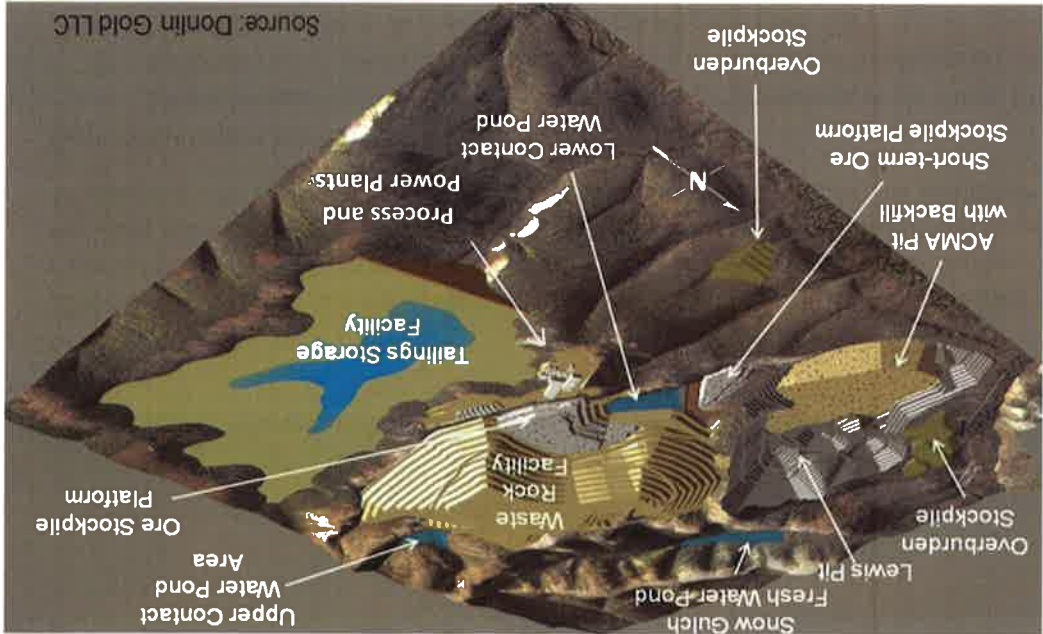 Snow Gulch
Fresh Water Pond
Upper Contact
Water Pond
Area
Lewis Pit
Overburden
Stockpile
Ore Stockpile
Platform
Waste
Rock
Facility
Tailings Storage
Facility
ACMA Pit
with Backfill
Short-term Ore
Stockpile Platform
N
Process and
Power Plants
Lower Contact
Water Pond
Overburden
Stockpile
Source: Donlin Gold LLC